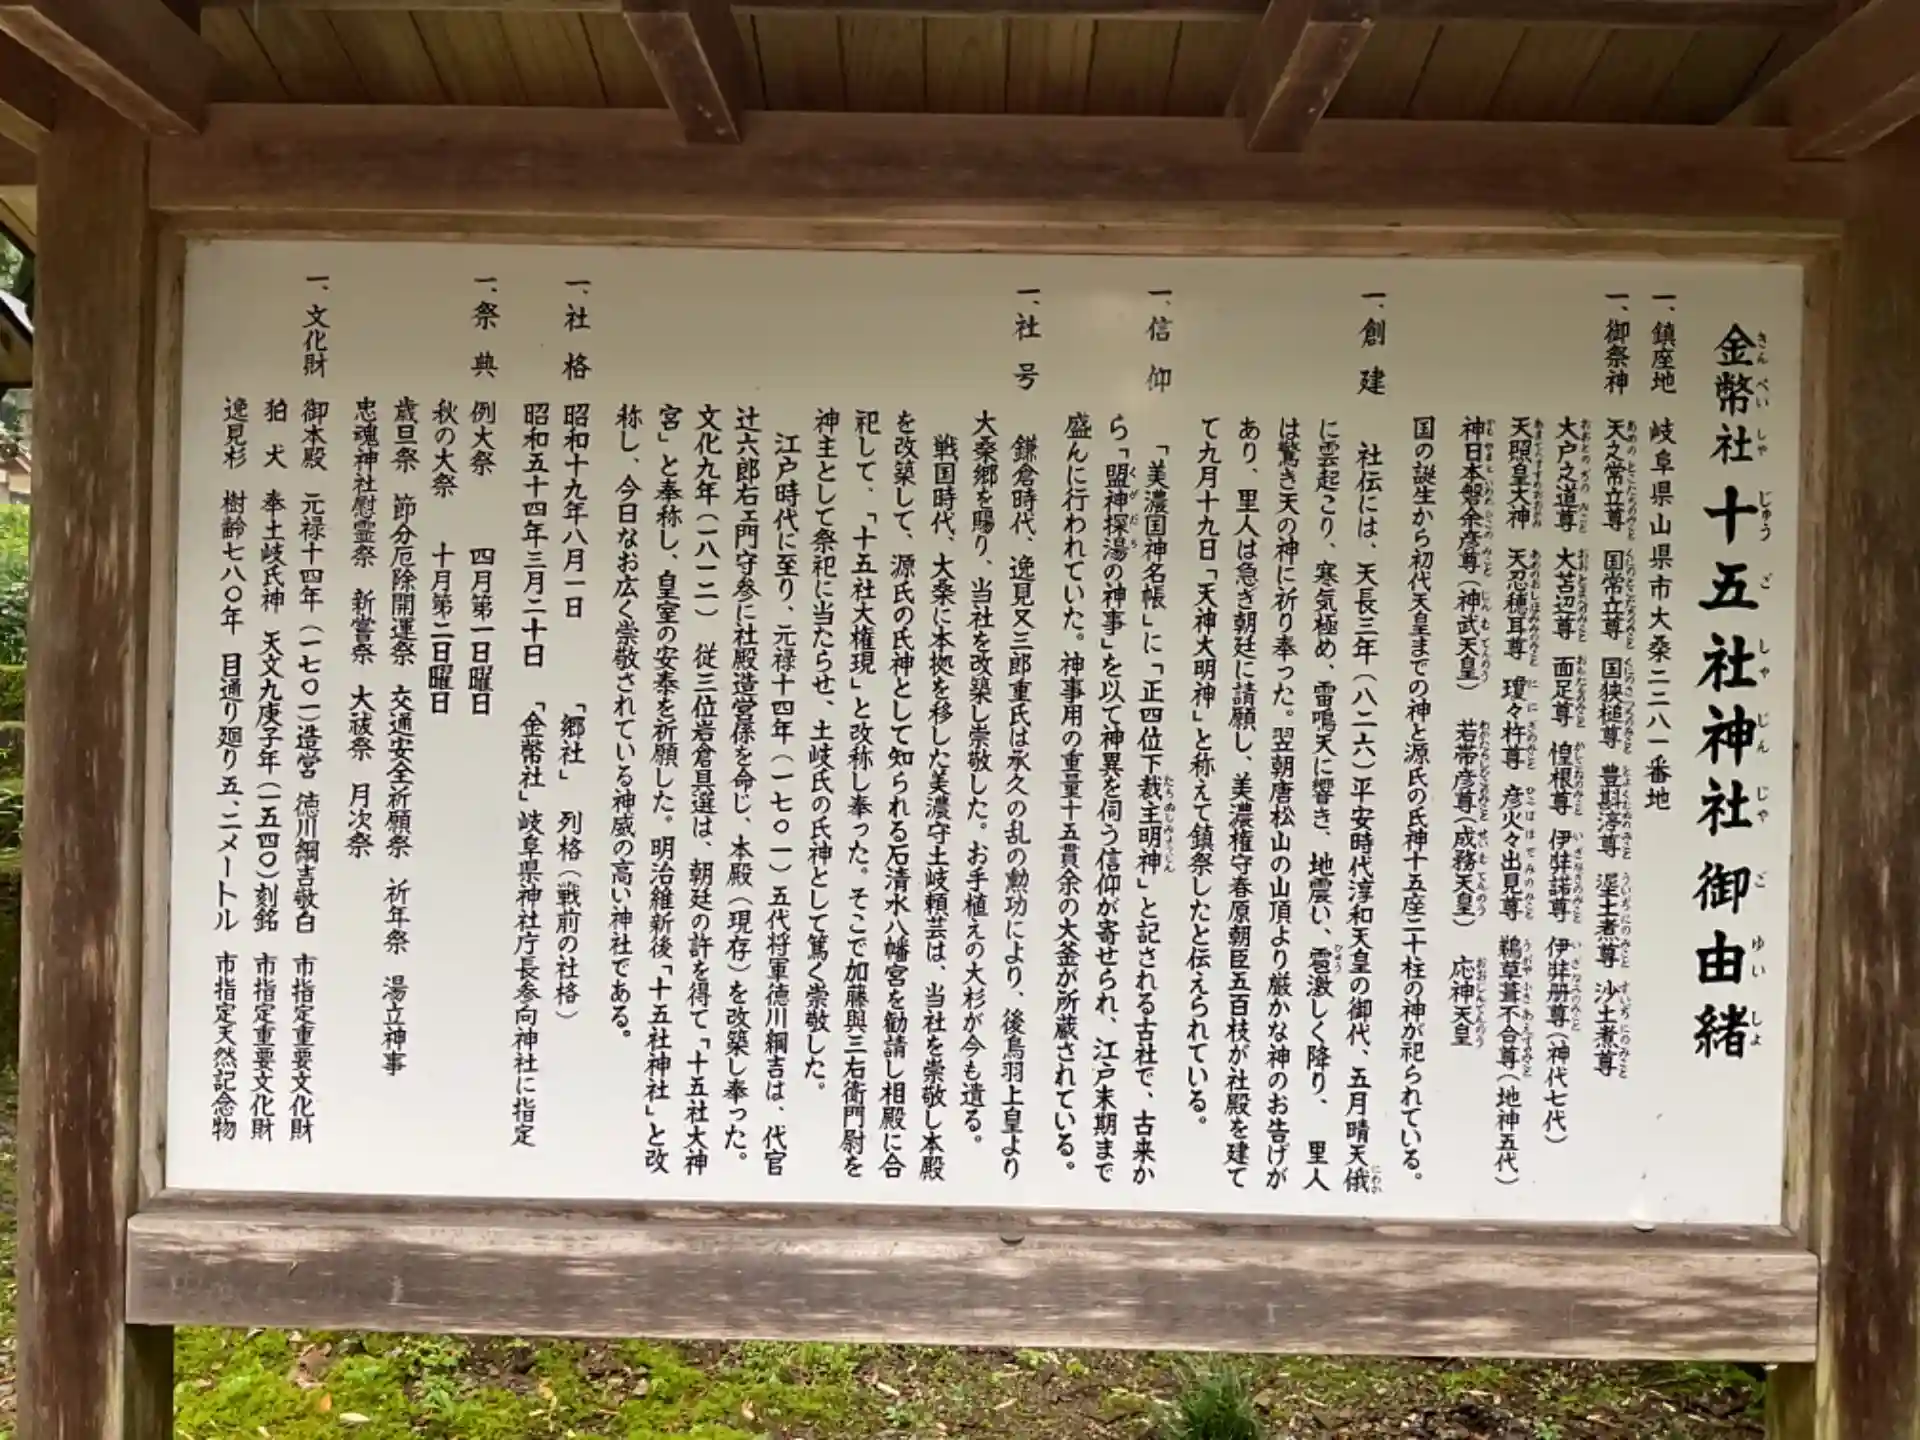 金幣社十五社神社御由緒
一、鎮座地 岐阜県山県市大桑二二八一番地
一、御祭神 天之常立尊 国常立尊 国狭槌尊 豊斟渟尊 埿土煮尊 沙土煮尊
大戸之道尊 大苫辺尊 面足尊 惶根尊 伊弉諾尊 伊弉册尊(神代七代)
天照皇大神 天忍穂耳尊 瓊々杵尊 彦火々出見尊 鵜草葺不合尊(地神五代)
神日本磐余彦尊(神武天皇) 若帯彦尊(成務天皇) 応神天皇
国の誕生から初代天皇までの神と源氏の氏神十五座二十柱の神が祀られている。
一、創建 社伝には、天長三年(八二六)平安時代淳和天皇の御代、五月晴天俄
に雲起こり、寒気極め、雷鳴天に響き、地震い、雹激しく降り、里人
は驚き天の神に祈り奉った。翌朝唐松山の山頂より厳かな神のお告げが
あり、里人は急ぎ朝廷に請願し、美濃権守春原朝臣五百枝が社殿を建て
て九月十九日「天神大明神」と称えて鎮祭したと伝えられている。
一、信仰 「美濃国神名帳」に「正四位下裁主明神」と記される古社で、古来か
ら「盟神探湯の神事」を以て神異を伺う信仰が寄せられ、江戸末期まで
盛んに行われていた。神事用の重量十五貫余の大釜が所蔵されている。
一、社号 鎌倉時代、逸見又三郎重氏は承久の乱の勲功により、後鳥羽上皇より
大桑郷を賜り、当社を改築し崇敬した。お手植えの大杉が今も遺る。
戦国時代、大桑に本拠を移した美濃守土岐頼芸は、当社を崇敬し本殿
を改築して、源氏の氏神として知られる石清水八幡宮を勧請し相殿に合
祀して、「十五社大権現」と改称し奉った。そこで加藤與三右衛門尉を
神主として祭祀に当たらせ、土岐氏の氏神として篤く崇敬した。
江戸時代に至り、元禄十四年(一七〇一)五代将軍徳川綱吉は、代官
辻六郎右ェ門守参に社殿造営係を命じ、本殿(現存)を改築し奉った。
文化九年(一八一二)従三位岩倉具選は、朝廷の許を得て「十五社大神
宮」と奉称し、皇室の安泰を祈願した。明治維新後「十五社神社」と改
称し、今日なお広く崇敬されている神威の高い神社である。
一、社格 昭和十九年八月一日 「郷社」 列格(戦前の社格)
昭和五十四年三月二十日 「金幣社」岐阜県神社庁長参向神社に指定
一、祭典 例大祭 四月第一日曜日
秋の大祭 十月第二日曜日
歳旦祭 節分厄除開運祭 交通安全祈願祭 祈年祭 湯立神事
忠魂神社慰霊祭 新嘗祭 大祓祭 月次祭
一、文化財 御本殿 元禄十四年(一七〇一)造営 徳川綱吉敬白 市指定重要文化財
狛犬 奉土岐氏神 天文九庚子年(一五四〇)刻銘 市指定重要文化財
逸見杉 樹齢七八〇年 目通り廻り五、二メートル 市指定天然記念物